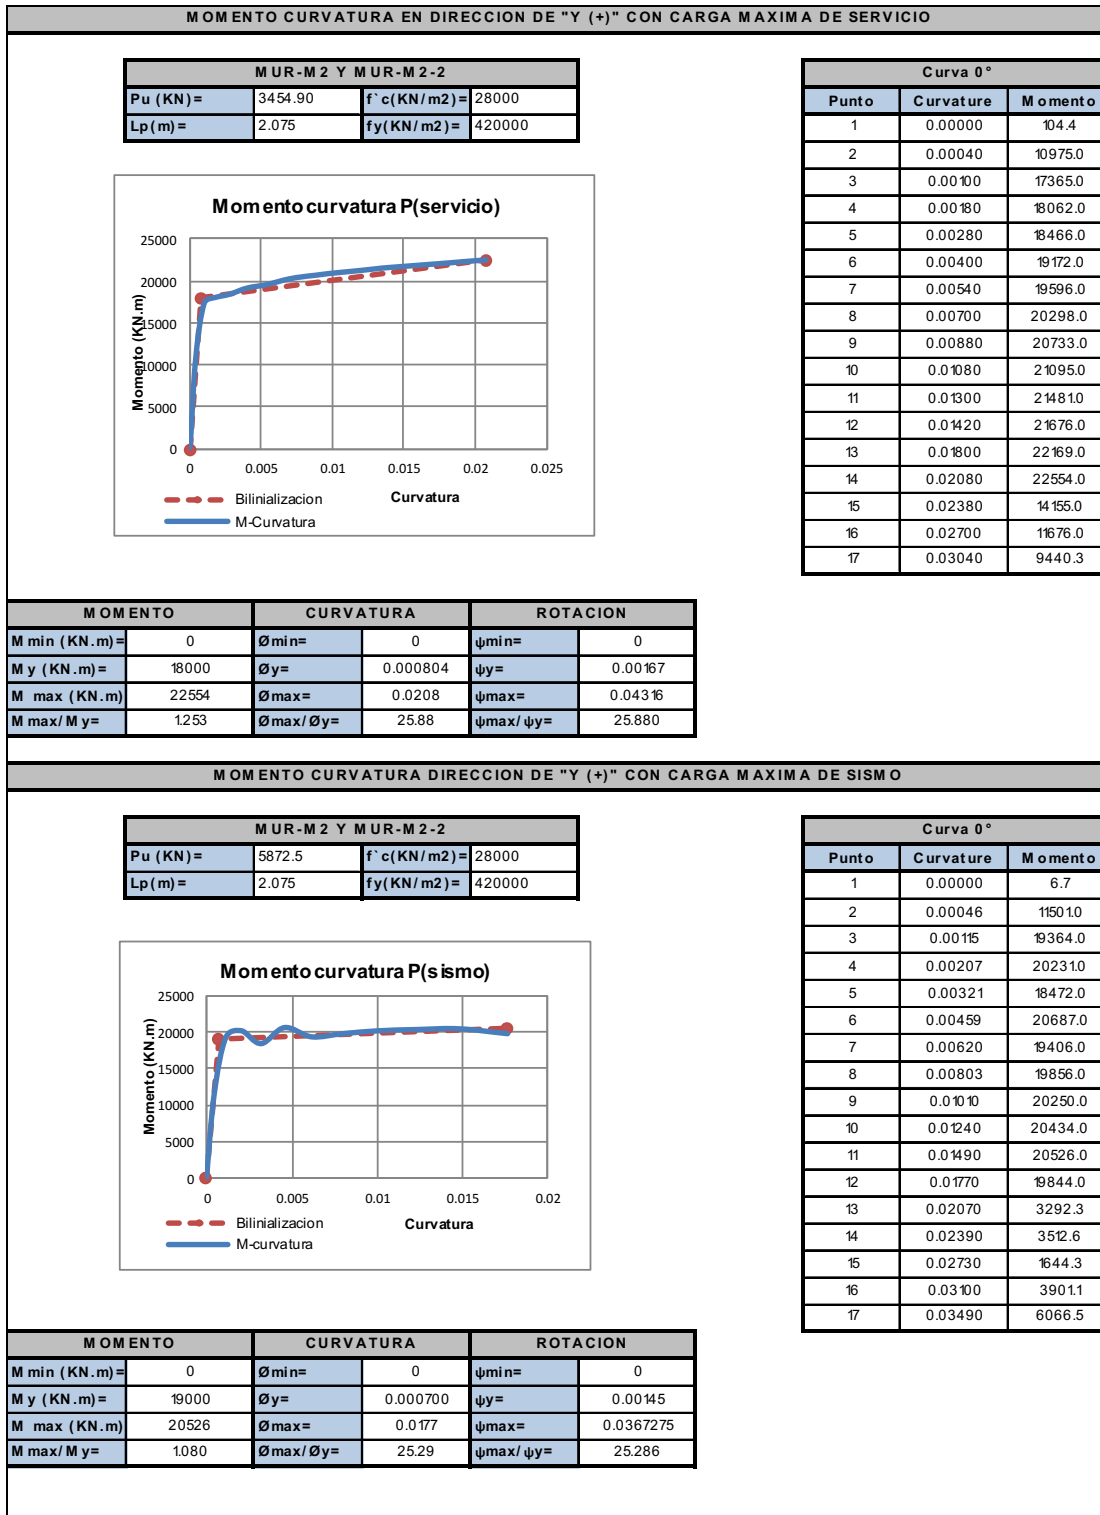 MOMENTO CURVATURA EN DIRECCION DE "Y (+)" CON CARGA MAXIMA DE SERVICIO
MUR-M2 Y MUR-M2-2
Pu (KN)= 3454.90 f`c(KN/m2)= 28000
Lp(m)= 2.075 fy(KN/m2)= 420000
Curva 0°
Punto Curvature Momento
1 0.00000 104.4
2 0.00040 10975.0
3 0.00100 17365.0
4 0.00180 18062.0
5 0.00280 18466.0
6 0.00400 19172.0
7 0.00540 19596.0
8 0.00700 20298.0
9 0.00880 20733.0
10 0.01080 21095.0
11 0.01300 21481.0
12 0.01420 21676.0
13 0.01800 22169.0
14 0.02080 22554.0
15 0.02380 14155.0
16 0.02700 11676.0
17 0.03040 9440.3
Momento curvatura P(servicio)
Momento (KN.m)
25000
20000
15000
10000
5000
0
0 0.005 0.01 0.015 0.02 0.025
Bilinializacion
Curvatura
M-Curvatura
MOMENTO CURVATURA ROTACION
M min (KN.m)= 0 Ømin= 0 ψmin= 0
My (KN.m)= 18000 Øy= 0.000804 ψy= 0.00167
M max (KN.m) 22554 Ømax= 0.0208 ψmax= 0.04316
M max/My= 1.253 Ømax/Øy= 25.88 ψmax/ψy= 25.880
MOMENTO CURVATURA DIRECCION DE "Y (+)" CON CARGA MAXIMA DE SISMO
MUR-M2 Y MUR-M2-2
Pu (KN)= 5872.5 f`c(KN/m2)= 28000
Lp(m)= 2.075 fy(KN/m2)= 420000
Curva 0°
Punto Curvature Momento
1 0.00000 6.7
2 0.00046 11501.0
3 0.00115 19364.0
4 0.00207 20231.0
5 0.00321 18472.0
6 0.00459 20687.0
7 0.00620 19406.0
8 0.00803 19856.0
9 0.01010 20250.0
10 0.01240 20434.0
11 0.01490 20526.0
12 0.01770 19844.0
13 0.02070 3292.3
14 0.02390 3512.6
15 0.02730 1644.3
16 0.03100 3901.1
17 0.03490 6066.5
Momento curvatura P(sismo)
Momento (KN.m)
25000
20000
15000
10000
5000
0
0 0.005 0.01 0.015 0.02
Bilinializacion
Curvatura
M-curvatura
MOMENTO CURVATURA ROTACION
M min (KN.m)= 0 Ømin= 0 ψmin= 0
My (KN.m)= 19000 Øy= 0.000700 ψy= 0.00145
M max (KN.m) 20526 Ømax= 0.0177 ψmax= 0.0367275
M max/My= 1.080 Ømax/Øy= 25.29 ψmax/ψy= 25.286